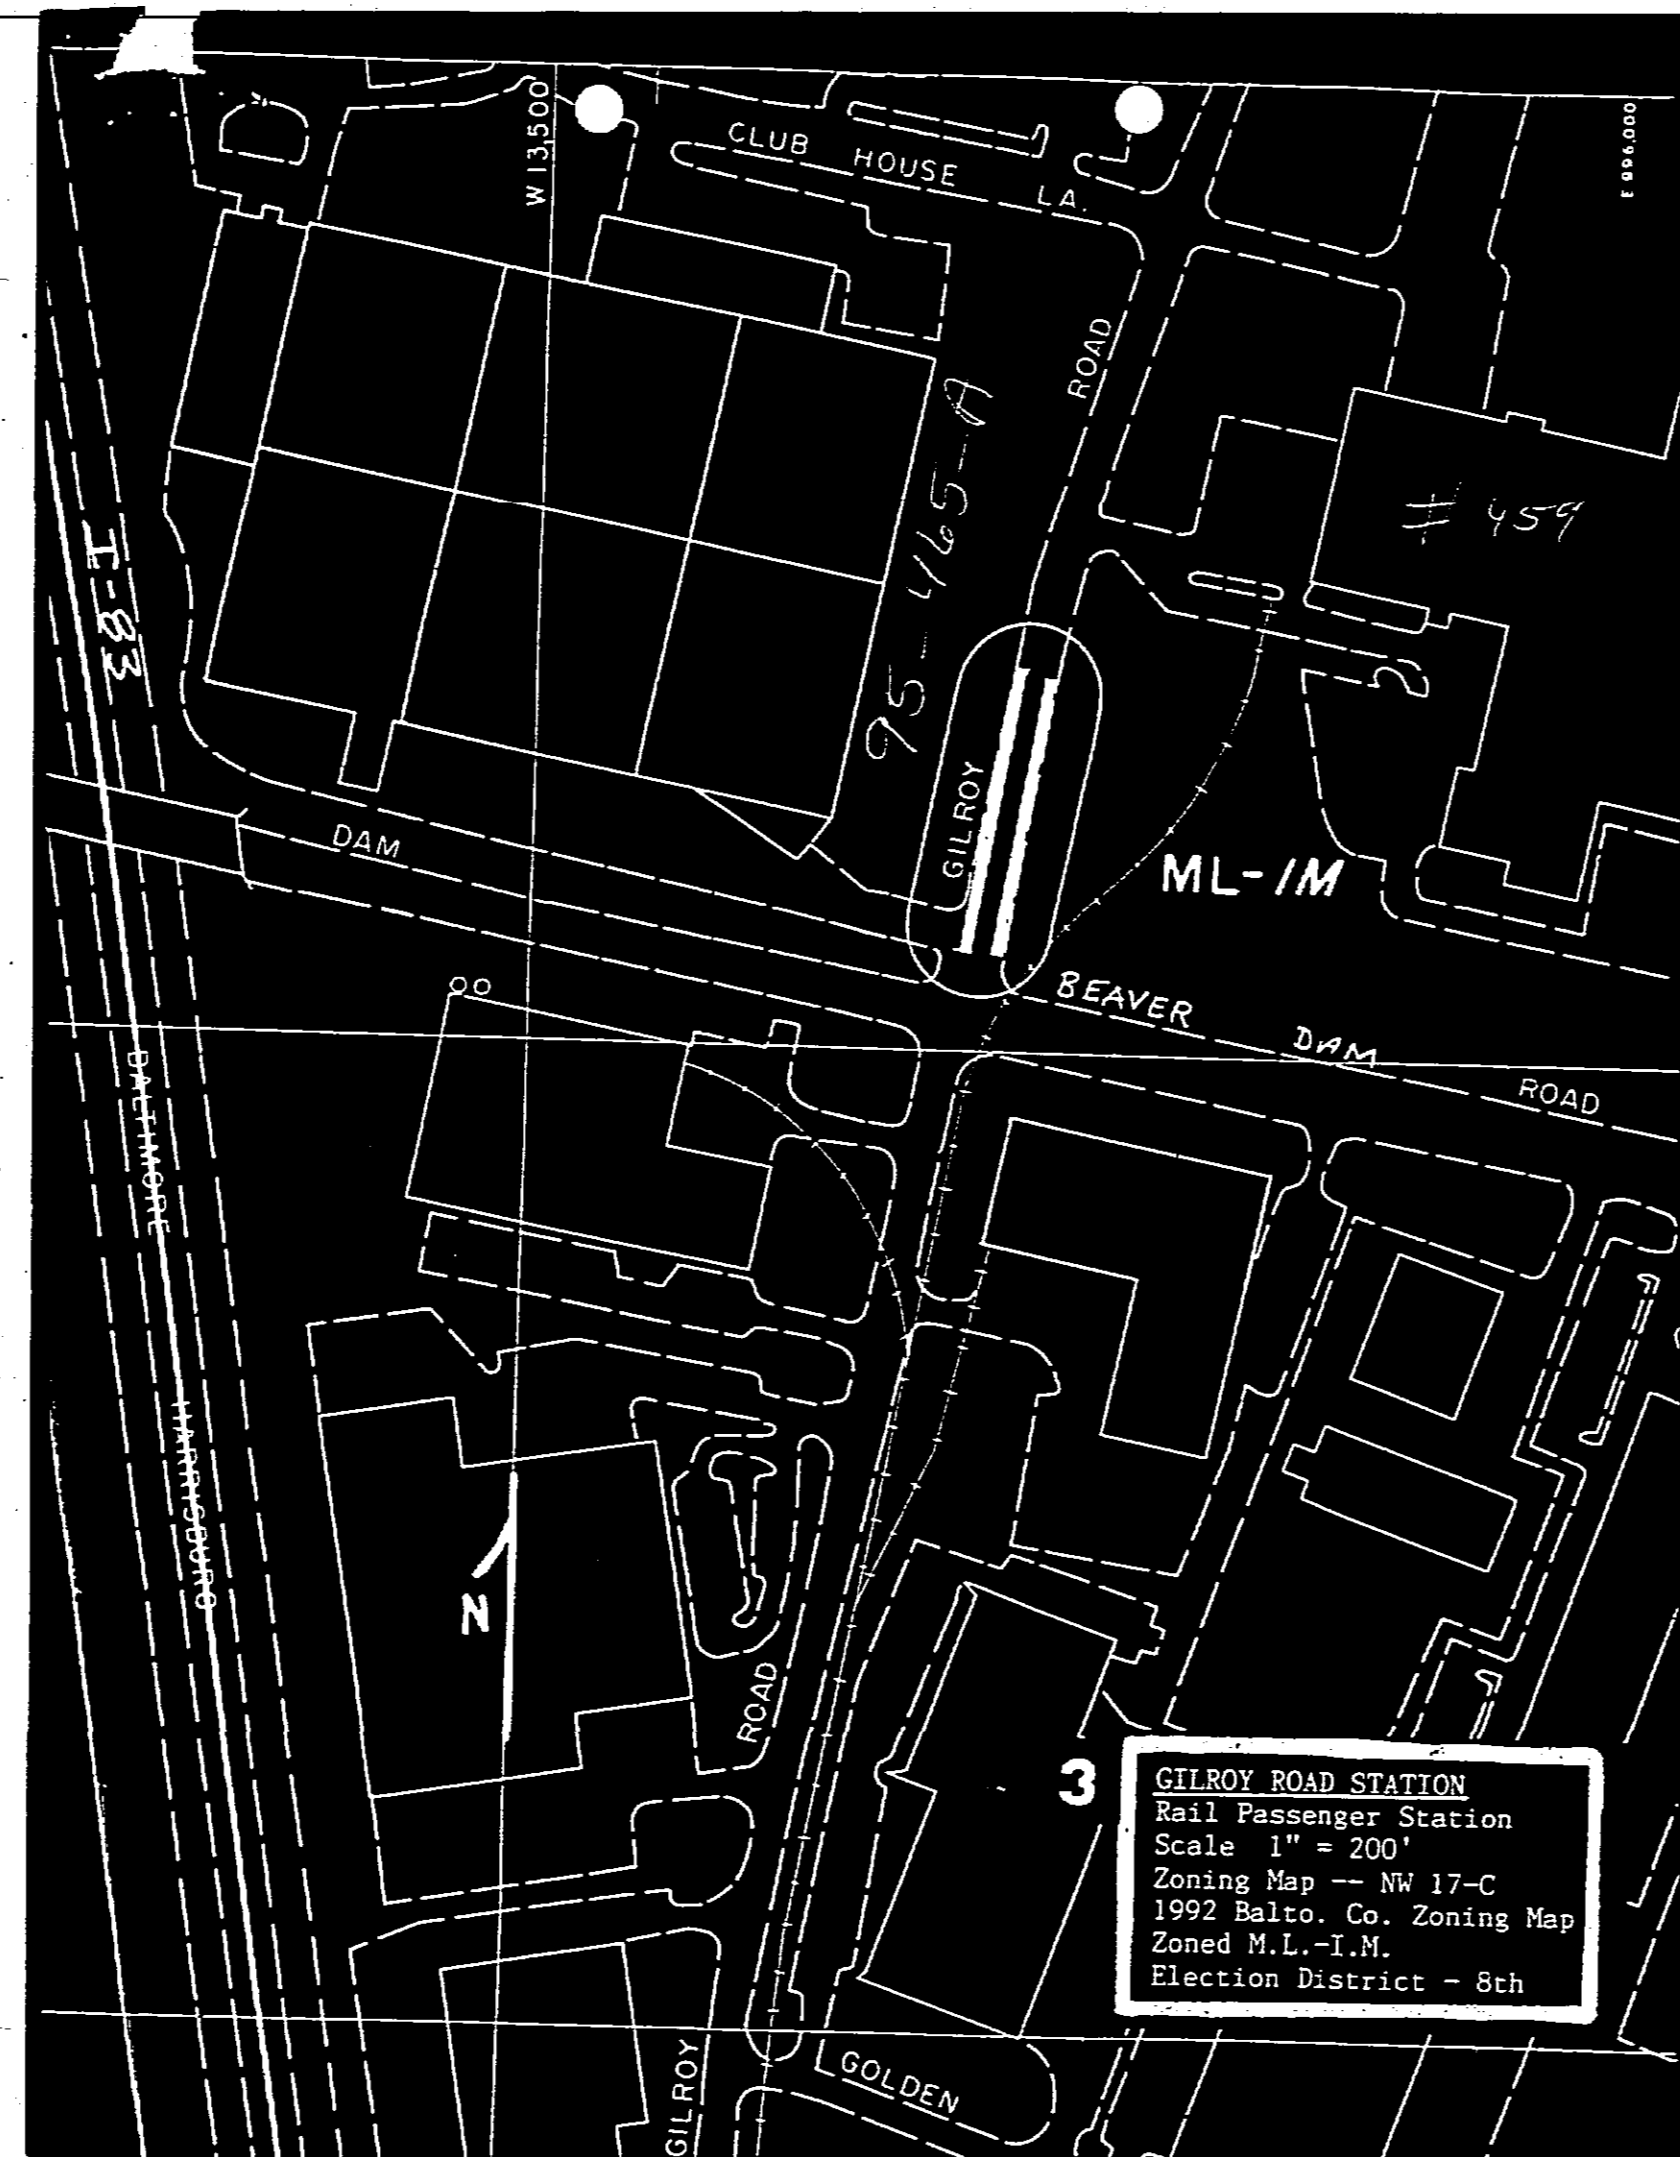 W 13,500
CLUB HOUSE LA.
E 996,000
ROAD
95-465-A
# 459
I-83
GILROY
DAM
ML-IM
BEAVER DAM ROAD
BALTIMORE
HARRISBURG
N
ROAD
3
GILROY ROAD STATION
Rail Passenger Station
Scale 1" = 200'
Zoning Map -- NW 17-C
1992 Balto. Co. Zoning Map
Zoned M.L.-I.M.
Election District - 8th
GILROY
GOLDEN